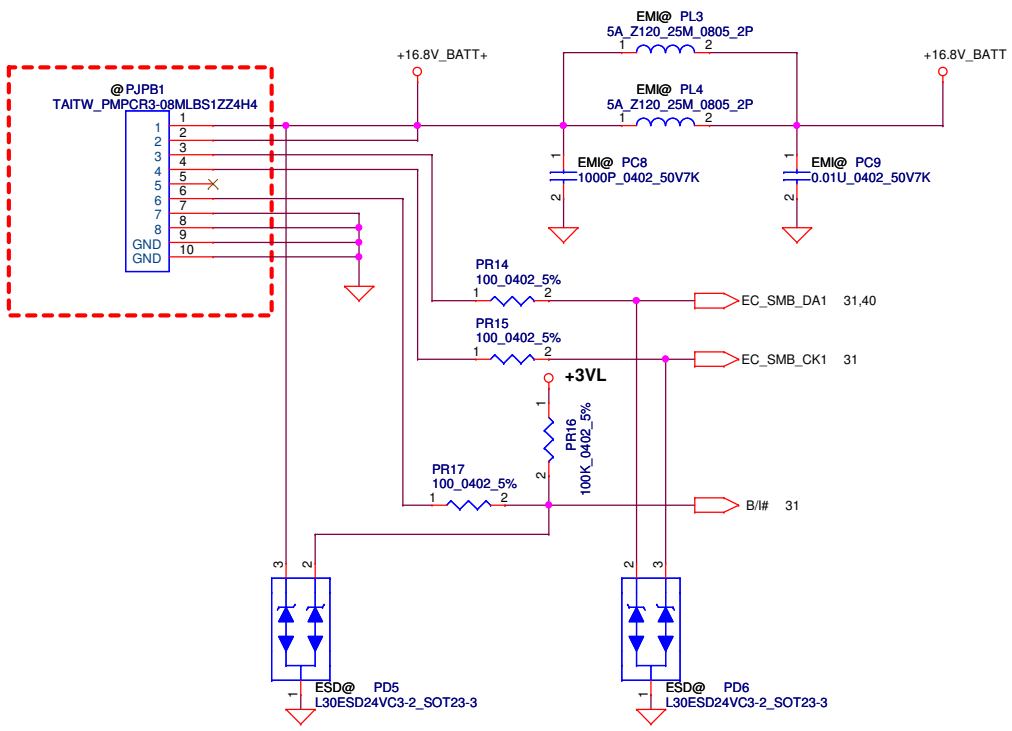 EMI@ PL3
5A_Z120_25M_0805_2P
1 2
+16.8V_BATT+
+16.8V_BATT
@ PJPB1
TAITW_PMPCR3-08MLBS1ZZ4H4
EMI@ PL4
5A_Z120_25M_0805_2P
1 2
1 1
2 2
3 3
4 4
5 5
6 6
7 7
8 8
GND 9
GND 10
1
EMI@ PC8
1000P_0402_50V7K
2
1
EMI@ PC9
0.01U_0402_50V7K
2
PR14
100_0402_5%
1 2
EC_SMB_DA1 31,40
PR15
100_0402_5%
1 2
EC_SMB_CK1 31
+3VL
1
PR16
100K_0402_5%
2
PR17
100_0402_5%
1 2
B/I# 31
3 2
2 3
1
ESD@ PD5
L30ESD24VC3-2_SOT23-3
1
ESD@ PD6
L30ESD24VC3-2_SOT23-3